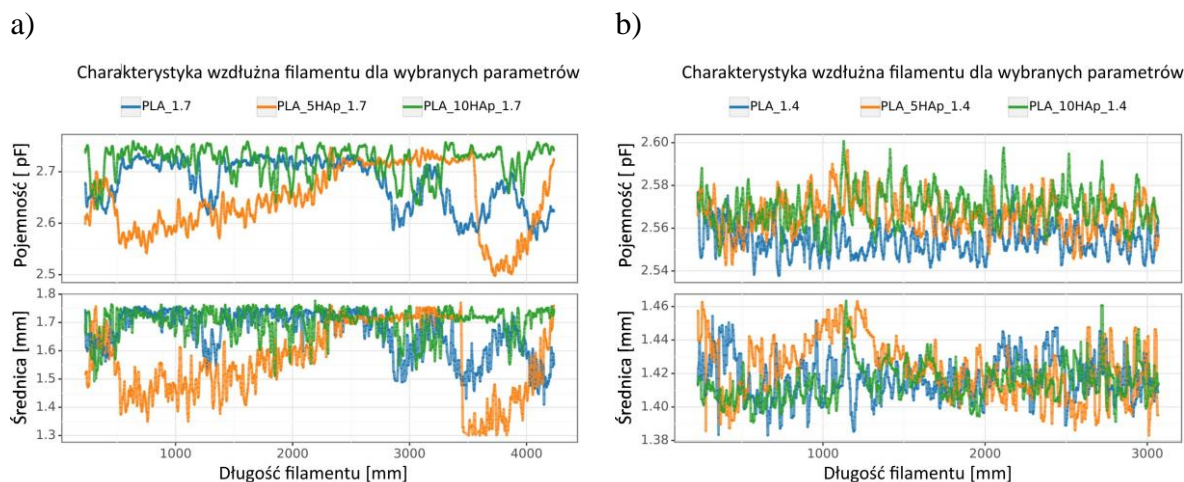 a)
Charakterystyka wzdłużna filamentu dla wybranych parametrów
PLA_1.7 PLA_5HAp_1.7 PLA_10HAp_1.7
Pojemność [ pF]
2.7
2.6
2.5
Średnica [mm]
1.8
1.7
1.6
1.5
1.4
1.3
1000 2000 3000 4000
Długość filamentu [mm]
b)
Charakterystyka wzdłużna filamentu dla wybranych parametrów
PLA_1.4 PLA_5HAp_1.4 PLA_10HAp_1.4
Pojemność [ pF]
2.60
2.58
2.56
2.54
Średnica [mm]
1.46
1.44
1.42
1.40
1.38
1000 2000 3000
Długość filamentu [mm]